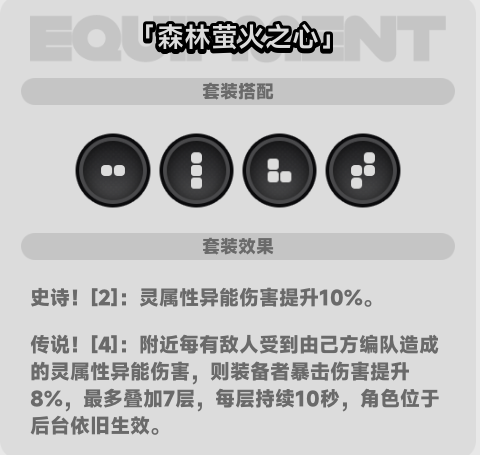 EQUIPMENT
「森林萤火之心」
套装搭配
套装效果
史诗！[2]：灵属性异能伤害提升10%。
传说！[4]：附近每有敌人受到由己方编队造成
的灵属性异能伤害，则装备者暴击伤害提升
8%，最多叠加7层，每层持续10秒，角色位于
后台依旧生效。